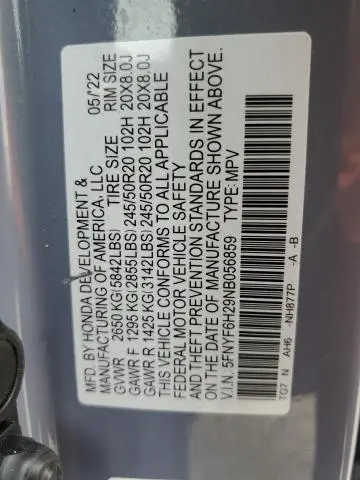 MFD. BY HONDA DEVELOPMENT & 05/22
MANUFACTURING OF AMERICA, LLC
TIRE SIZE RIM SIZE
GVWR 2650 KG(5842LBS)
GAWR F 1295 KG(2855LBS) 245/50R20 102H 20X8.0J
GAWR R 1425 KG(3142LBS) 245/50R20 102H 20X8.0J
THIS VEHICLE CONFORMS TO ALL APPLICABLE
FEDERAL MOTOR VEHICLE SAFETY
AND THEFT PREVENTION STANDARDS IN EFFECT
ON THE DATE OF MANUFACTURE SHOWN ABOVE.
V.I.N: 5FNYF6H29NB056859 TYPE: MPV
TG7 N AH6 -NH877P -A -B